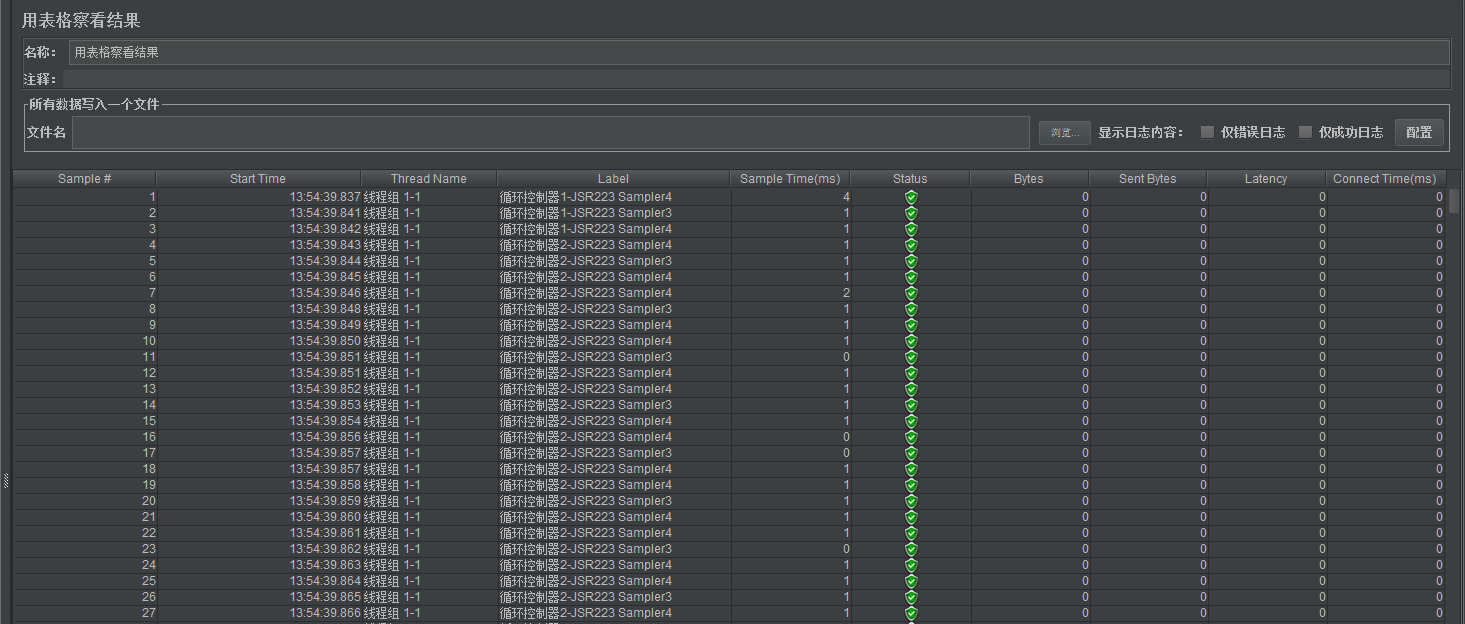 用表格察看结果
名称： 用表格察看结果
注释：
所有数据写入一个文件
文件名 浏览... 显示日志内容： 仅错误日志 仅成功日志 配置
Sample # Start Time Thread Name Label Sample Time(ms) Status Bytes Sent Bytes Latency Connect Time(ms)
1 13:54:39.837 线程组 1-1 循环控制器1-JSR223 Sampler4 4 0 0 0 0
2 13:54:39.841 线程组 1-1 循环控制器1-JSR223 Sampler3 1 0 0 0 0
3 13:54:39.842 线程组 1-1 循环控制器1-JSR223 Sampler4 1 0 0 0 0
4 13:54:39.843 线程组 1-1 循环控制器2-JSR223 Sampler4 1 0 0 0 0
5 13:54:39.844 线程组 1-1 循环控制器2-JSR223 Sampler3 1 0 0 0 0
6 13:54:39.845 线程组 1-1 循环控制器2-JSR223 Sampler4 1 0 0 0 0
7 13:54:39.846 线程组 1-1 循环控制器2-JSR223 Sampler4 2 0 0 0 0
8 13:54:39.848 线程组 1-1 循环控制器2-JSR223 Sampler3 1 0 0 0 0
9 13:54:39.849 线程组 1-1 循环控制器2-JSR223 Sampler4 1 0 0 0 0
10 13:54:39.850 线程组 1-1 循环控制器2-JSR223 Sampler4 1 0 0 0 0
11 13:54:39.851 线程组 1-1 循环控制器2-JSR223 Sampler3 0 0 0 0 0
12 13:54:39.851 线程组 1-1 循环控制器2-JSR223 Sampler4 1 0 0 0 0
13 13:54:39.852 线程组 1-1 循环控制器2-JSR223 Sampler4 1 0 0 0 0
14 13:54:39.853 线程组 1-1 循环控制器2-JSR223 Sampler3 1 0 0 0 0
15 13:54:39.854 线程组 1-1 循环控制器2-JSR223 Sampler4 1 0 0 0 0
16 13:54:39.856 线程组 1-1 循环控制器2-JSR223 Sampler4 0 0 0 0 0
17 13:54:39.857 线程组 1-1 循环控制器2-JSR223 Sampler3 0 0 0 0 0
18 13:54:39.857 线程组 1-1 循环控制器2-JSR223 Sampler4 1 0 0 0 0
19 13:54:39.858 线程组 1-1 循环控制器2-JSR223 Sampler4 1 0 0 0 0
20 13:54:39.859 线程组 1-1 循环控制器2-JSR223 Sampler3 1 0 0 0 0
21 13:54:39.860 线程组 1-1 循环控制器2-JSR223 Sampler4 1 0 0 0 0
22 13:54:39.861 线程组 1-1 循环控制器2-JSR223 Sampler4 1 0 0 0 0
23 13:54:39.862 线程组 1-1 循环控制器2-JSR223 Sampler3 0 0 0 0 0
24 13:54:39.863 线程组 1-1 循环控制器2-JSR223 Sampler4 1 0 0 0 0
25 13:54:39.864 线程组 1-1 循环控制器2-JSR223 Sampler4 1 0 0 0 0
26 13:54:39.865 线程组 1-1 循环控制器2-JSR223 Sampler3 1 0 0 0 0
27 13:54:39.866 线程组 1-1 循环控制器2-JSR223 Sampler4 1 0 0 0 0